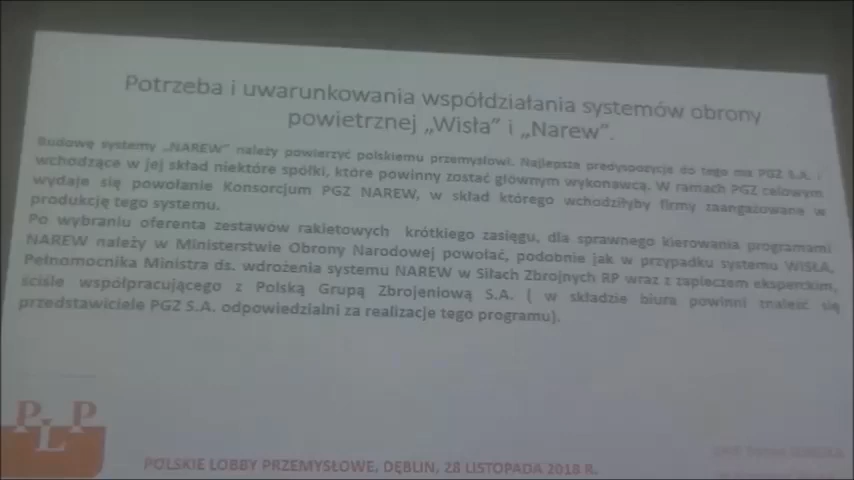 Potrzeba i uwarunkowania współdziałania systemów obrony
powietrznej „Wisła” i „Narew”.
Budowę systemy „NAREW” należy powierzyć polskiemu przemysłowi. Najlepsze predyspozycje do tego ma PGZ S.A. i
wchodzące w jej skład niektóre spółki, które powinny zostać głównym wykonawcą. W ramach PGZ celowym
wydaje się powołanie Konsorcjum PGZ NAREW, w skład którego wchodziłyby firmy zaangażowane w
produkcję tego systemu.
Po wybraniu oferenta zestawów rakietowych krótkiego zasięgu, dla sprawnego kierowania programami
NAREW należy w Ministerstwie Obrony Narodowej powołać, podobnie jak w przypadku systemu WISŁA,
Pełnomocnika Ministra ds. wdrożenia systemu NAREW w Siłach Zbrojnych RP wraz z zapleczem eksperckim,
ściśle współpracującego z Polską Grupą Zbrojeniową S.A. ( w składzie biura powinni znaleść się
przedstawiciele PGZ S.A. odpowiedzialni za realizacje tego programu).
PLP
POLSKIE LOBBY PRZEMYSŁOWE, DĘBLIN, 28 LISTOPADA 2018 R.